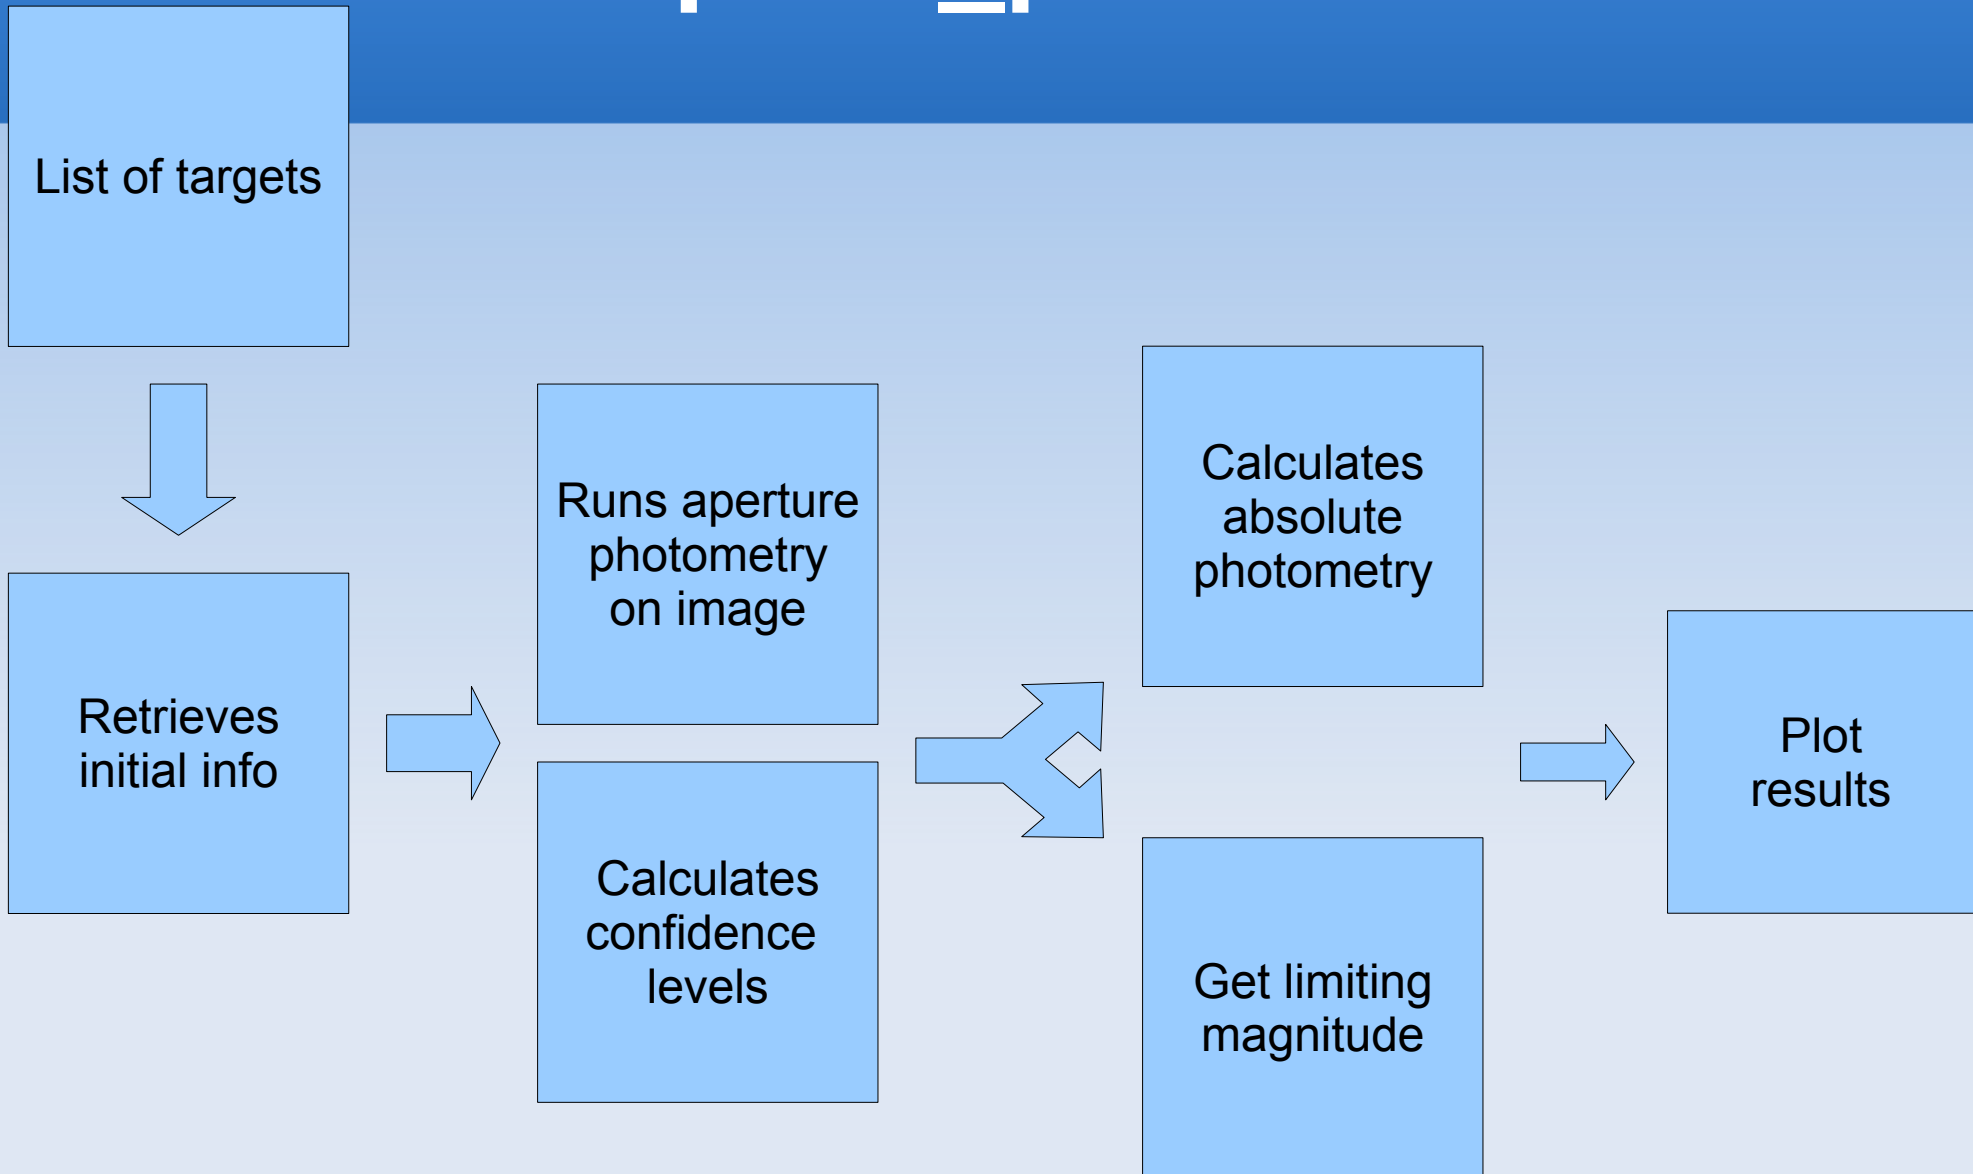 List of targets
Retrieves
initial info
Runs aperture
photometry
on image
Calculates
confidence
levels
Calculates
absolute
photometry
Get limiting
magnitude
Plot
results